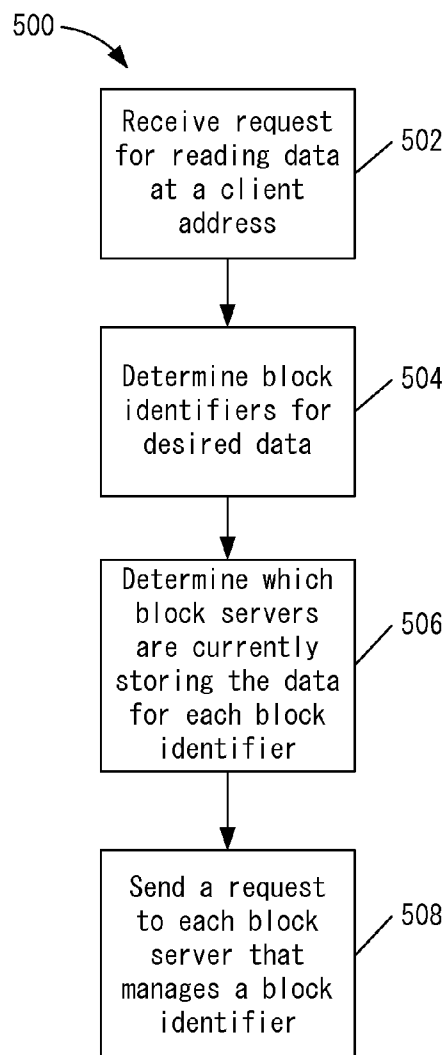 500
Receive request
for reading data
at a client
address
502
Determine block
identifiers for
desired data
504
Determine which
block servers
are currently
storing the data
for each block
identifier
506
Send a request
to each block
server that
manages a block
identifier
508